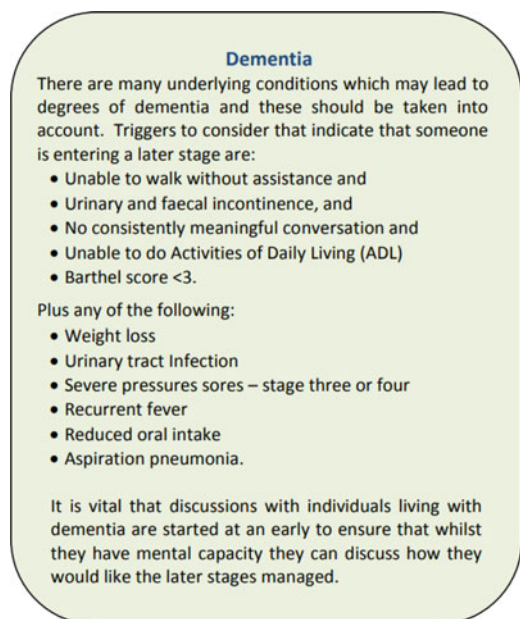 Dementia
There are many underlying conditions which may lead to
degrees of dementia and these should be taken into
account. Triggers to consider that indicate that someone
is entering a later stage are:
• Unable to walk without assistance and
• Urinary and faecal incontinence, and
• No consistently meaningful conversation and
• Unable to do Activities of Daily Living (ADL)
• Barthel score <3.
Plus any of the following:
• Weight loss
• Urinary tract Infection
• Severe pressures sores – stage three or four
• Recurrent fever
• Reduced oral intake
• Aspiration pneumonia.
It is vital that discussions with individuals living with
dementia are started at an early to ensure that whilst
they have mental capacity they can discuss how they
would like the later stages managed.